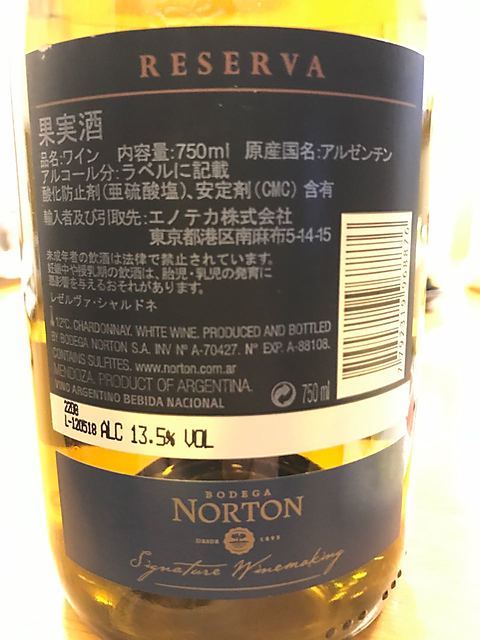 RESERVA
果実酒
品名:ワイン 内容量:750ml 原産国名:アルゼンチン
アルコール分:ラベルに記載
酸化防止剤(亜硫酸塩)、安定剤(CMC)含有
輸入者及び引取先:エノテカ株式会社
東京都港区南麻布5-14-15
未成年者の飲酒は法律で禁止されています。
妊娠中や授乳期の飲酒は、胎児・乳児の発育に
悪影響を与えるおそれがあります。
レゼルヴァ・シャルドネ
12°C. CHARDONNAY. WHITE WINE. PRODUCED AND BOTTLED
BY BODEGA NORTON S.A. INV Nº A-70427. Nº EXP. A-88108.
CONTAINS SULFITES. www.norton.com.ar
MENDOZA, PRODUCT OF ARGENTINA.
VINO ARGENTINO BEBIDA NACIONAL
750 ml
2208
L-120518 ALC 13.5% VOL
BODEGA
NORTON
DESDE 1895
Signature Winemaking